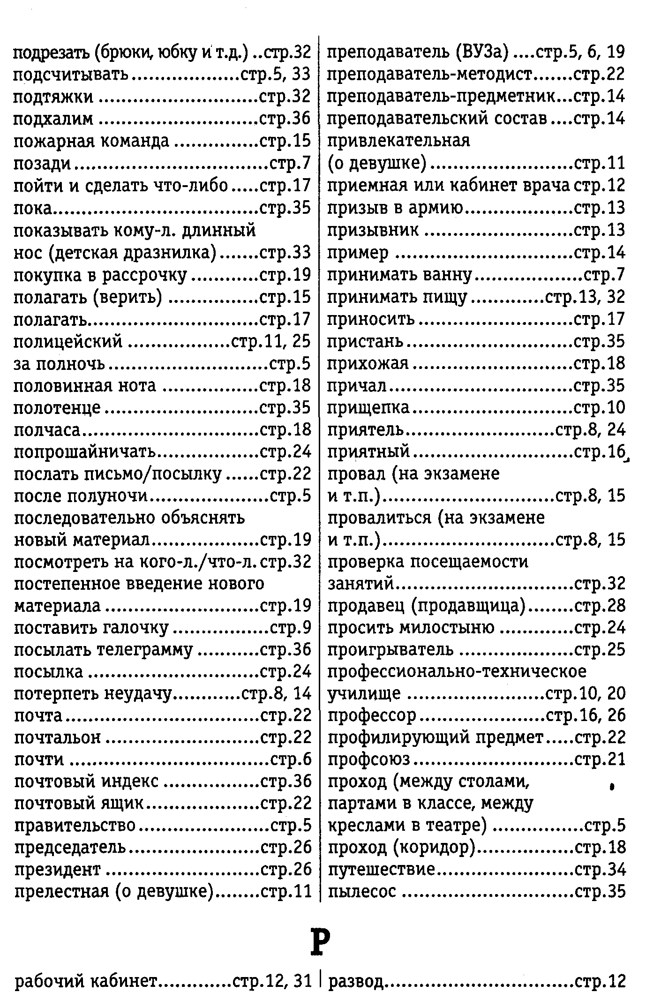 подрезать (брюки, юбку и т.д.) ..стр.32
подсчитывать...................стр.5, 33
подтяжки ............................стр.32
подхалим ............................стр.36
пожарная команда ...............стр.15
позади..................................стр.7
пойти и сделать что-либо.....стр.17
пока....................................стр.35
показывать кому-л. длинный
нос (детская дразнилка).......стр.33
покупка в рассрочку............стр.19
полагать (верить) ................стр.15
полагать..............................стр.17
полицейский ..................стр.11, 25
за полночь............................стр.5
половинная нота .................стр.18
полотенце...........................стр.35
полчаса...............................стр.18
попрошайничать..................стр.24
послать письмо/посылку......стр.22
после полуночи.....................стр.5
последовательно объяснять
новый материал...................стр.19
посмотреть на кого-л./что-л. стр.32
постепенное введение нового
материала...........................стр.19
поставить галочку.................стр.9
посылать телеграмму...........стр.36
посылка ..............................стр.24
потерпеть неудачу............стр.8, 14
почта..................................стр.22
почтальон ...........................стр.22
почти ...................................стр.6
почтовый индекс .................стр.36
почтовый ящик....................стр.22
правительство.......................стр.5
председатель.......................стр.26
президент ...........................стр.26
прелестная (о девушке)........стр.11
преподаватель (ВУЗа) ....стр.5, 6, 19
преподаватель-методист.......стр.22
преподаватель-предметник...стр.14
преподавательский состав....стр.14
привлекательная
(о девушке).........................стр.11
приемная или кабинет врача стр.12
призыв в армию...................стр.13
призывник ..........................стр.13
пример ...............................стр.14
принимать ванну...................стр.7
принимать пищу.............стр.13, 32
приносить...........................стр.17
пристань.............................стр.35
прихожая............................стр.18
причал................................стр.35
прищепка............................стр.10
приятель..........................стр.8, 24
приятный............................стр.16
провал (на экзамене
и т.п.)..............................стр.8, 15
провалиться (на экзамене
и т.п.)..............................стр.8, 15
проверка посещаемости
занятий...............................стр.32
продавец (продавщица)........стр.28
просить милостыню .............стр.24
проигрыватель ....................стр.25
профессионально-техническое
училище ........................стр.10, 20
профессор......................стр.16, 26
профилирующий предмет.....стр.22
профсоюз............................стр.21
проход (между столами,
партами в классе, между
креслами в театре) ................стр.5
проход (коридор).................стр.18
путешествие........................стр.34
пылесос ..............................стр.35
Р
рабочий кабинет.............стр.12, 31
развод.................................стр.12